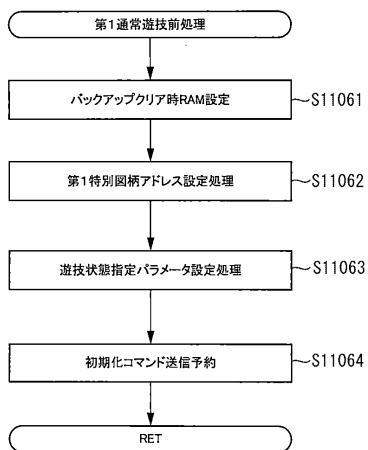 第1通常遊技前処理
バックアップクリア時RAM設定
S11061
第1特別図柄アドレス設定処理
S11062
遊技状態指定パラメータ設定処理
S11063
初期化コマンド送信予約
S11064
RET